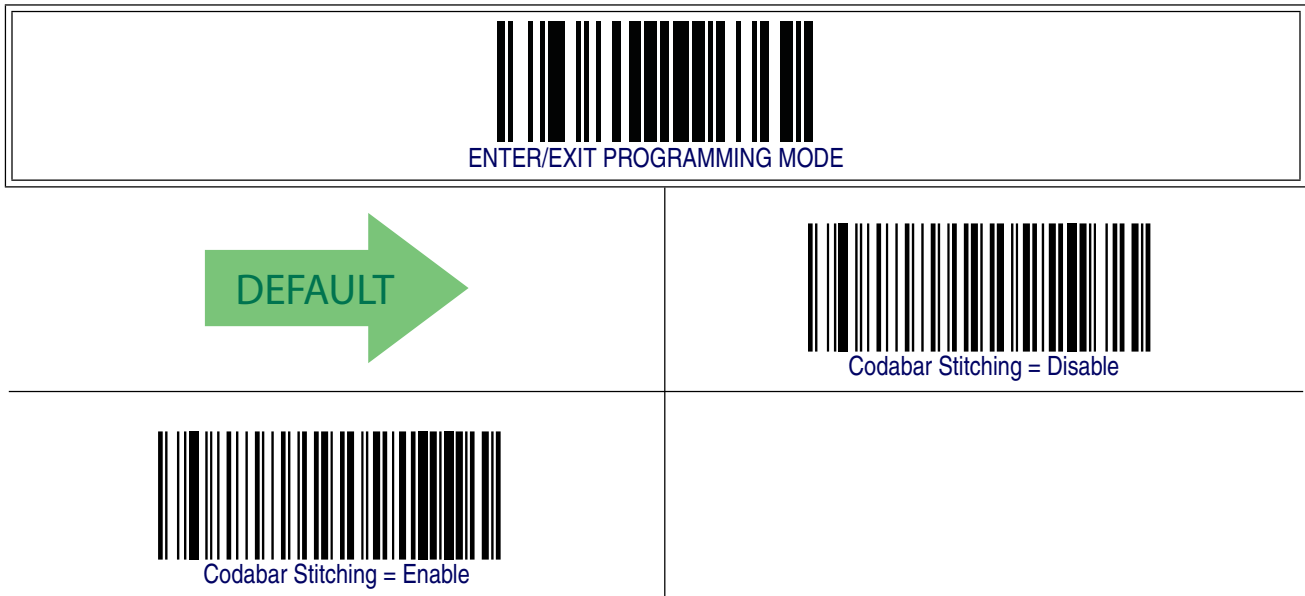 ENTER/EXIT PROGRAMMING MODE
DEFAULT
Codabar Stitching = Disable
Codabar Stitching = Enable